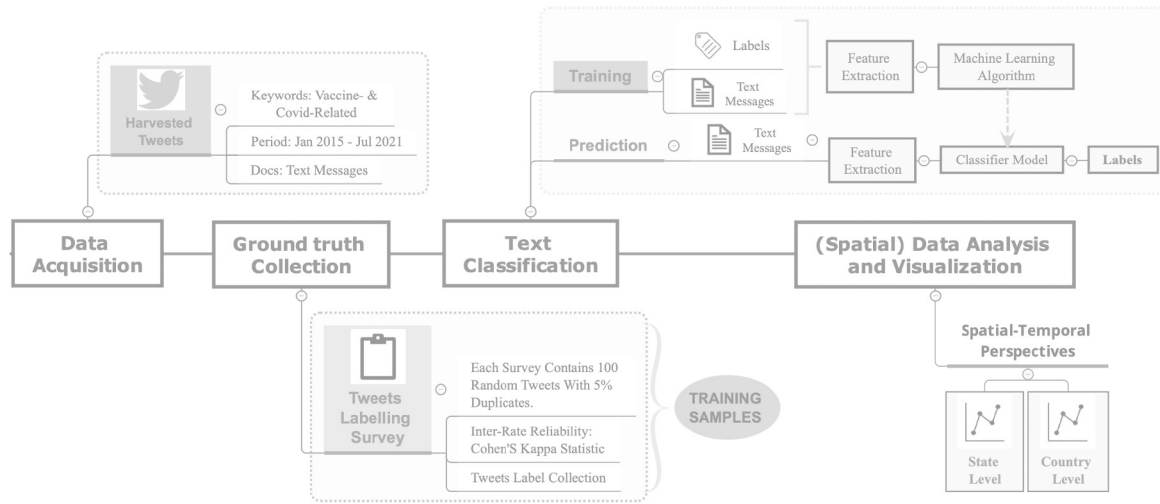 Labels
Training
Text
Messages
Feature
Extraction
Machine Learning
Algorithm
Prediction
Text
Messages
Feature
Extraction
Classifier Model
Labels
Harvested
Tweets
Keywords: Vaccine- &
Covid-Related
Period: Jan 2015 - Jul 2021
Docs: Text Messages
Data
Acquisition
Ground truth
Collection
Text
Classification
(Spatial) Data Analysis
and Visualization
Tweets
Labelling
Survey
Each Survey Contains 100
Random Tweets With 5%
Duplicates.
Inter-Rate Reliability:
Cohen'S Kappa Statistic
Tweets Label Collection
TRAINING
SAMPLES
Spatial-Temporal
Perspectives
State
Level
Country
Level